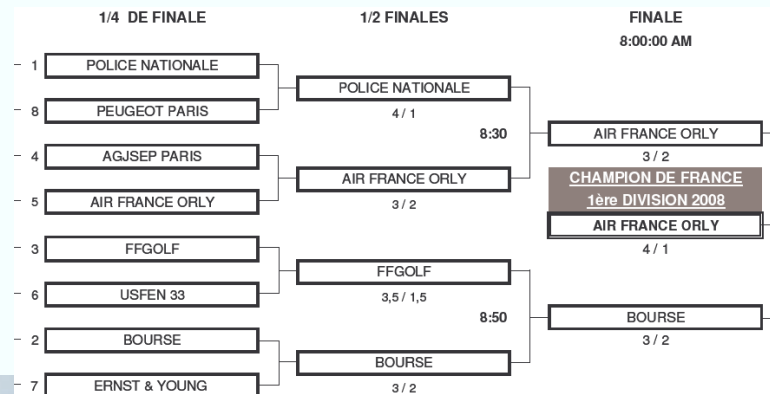 1/4 DE FINALE
1/2 FINALES
FINALE
8:00:00 AM
1 POLICE NATIONALE
8 PEUGEOT PARIS
4 AGJSEP PARIS
5 AIR FRANCE ORLY
3 FFGOLF
6 USFEN 33
2 BOURSE
7 ERNST & YOUNG
POLICE NATIONALE
4 / 1
8:30
AIR FRANCE ORLY
3 / 2
FFGOLF
3,5 / 1,5
8:50
BOURSE
3 / 2
AIR FRANCE ORLY
3 / 2
CHAMPION DE FRANCE
1ère DIVISION 2008
AIR FRANCE ORLY
4 / 1
BOURSE
3 / 2